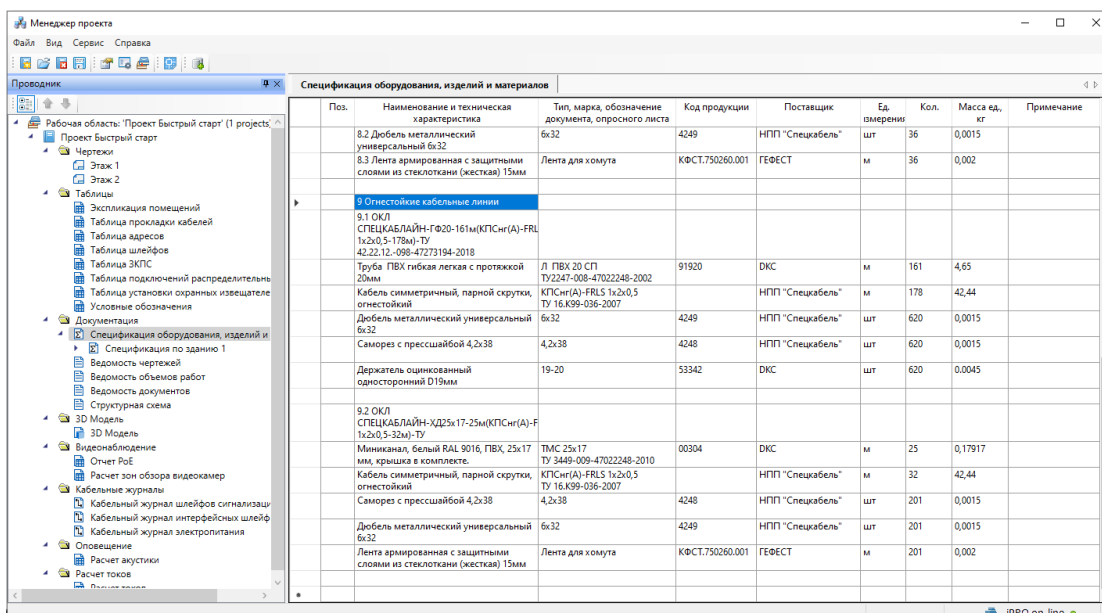 Менеджер проекта
Файл Вид Сервис Справка
Проводник
Рабочая область: 'Проект Быстрый старт' (1 projects)
Проект Быстрый старт
Чертежи
Этаж 1
Этаж 2
Таблицы
Экспликация помещений
Таблица прокладки кабелей
Таблица адресов
Таблица шлейфов
Таблица ЗКПС
Таблица подключений распределительнь
Таблица установки охранных извещателе
Условные обозначения
Документация
Спецификация оборудования, изделий и
Спецификация по зданию 1
Ведомость чертежей
Ведомость объемов работ
Ведомость документов
Структурная схема
3D Модель
3D Модель
Видеонаблюдение
Отчет PoE
Расчет зон обзора видеокамер
Кабельные журналы
Кабельный журнал шлейфов сигнализаци
Кабельный журнал интерфейсных шлейф
Кабельный журнал электропитания
Оповещение
Расчет акустики
Расчет токов
Спецификация оборудования, изделий и материалов
Поз. Наименование и техническая характеристика Тип, марка, обозначение документа, опросного листа Код продукции Поставщик Ед. измерения Кол. Масса ед., кг Примечание
8.2 Дюбель металлический 6x32 4249 НПП "Спецкабель" шт 36 0,0015
универсальный 6x32
8.3 Лента армированная с защитными Лента для хомута КФСТ.750260.001 ГЕФЕСТ м 36 0,002
слоями из стеклоткани (жесткая) 15мм
9 Огнестойкие кабельные линии
9.1 ОКЛ
СПЕЦКАБЛАЙН-ГФ20-161м(КПСнг(А)-FRL
1x2x0,5-178м)-ТУ
42.22.12.-098-47273194-2018
Труба ПВХ гибкая легкая с протяжкой Л ПВХ 20 СП 91920 DKC м 161 4,65
20мм ТУ2247-008-47022248-2002
Кабель симметричный, парной скрутки, КПСнг(А)-FRLS 1x2x0,5 НПП "Спецкабель" м 178 42,44
огнестойкий ТУ 16.К99-036-2007
Дюбель металлический универсальный 6x32 4249 НПП "Спецкабель" шт 620 0,0015
6x32
Саморез с прессшайбой 4,2x38 4,2x38 4248 НПП "Спецкабель" шт 620 0,0015
Держатель оцинкованный 19-20 53342 DKC шт 620 0.0045
односторонний D19мм
9.2 ОКЛ
СПЕЦКАБЛАЙН-ХД25x17-25м(КПСнг(А)-F
1x2x0,5-32м)-ТУ
Миниканал, белый RAL 9016, ПВХ, 25x17 TMC 25x17 00304 DKC м 25 0,17917
мм, крышка в комплекте. ТУ 3449-009-47022248-2010
Кабель симметричный, парной скрутки, КПСнг(А)-FRLS 1x2x0,5 НПП "Спецкабель" м 32 42,44
огнестойкий ТУ 16.К99-036-2007
Саморез с прессшайбой 4,2x38 4,2x38 4248 НПП "Спецкабель" шт 201 0,0015
Дюбель металлический универсальный 6x32 4249 НПП "Спецкабель" шт 201 0,0015
6x32
Лента армированная с защитными Лента для хомута КФСТ.750260.001 ГЕФЕСТ м 201 0,002
слоями из стеклоткани (жесткая) 15мм